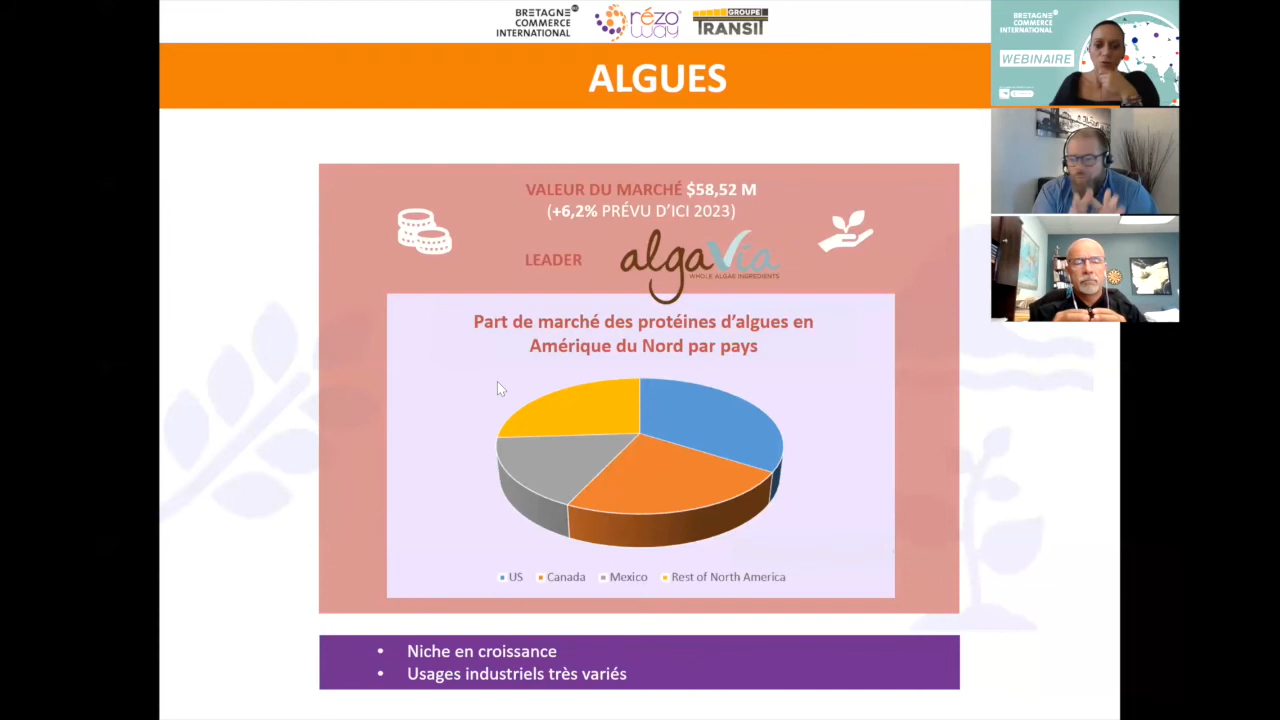 BRETAGNE
COMMERCE
INTERNATIONAL
rézo
way
GROUPE
TRANSIT
ALGUES
BRETAGNE
COMMERCE
INTERNATIONAL
WEBINAIRE
VALEUR DU MARCHÉ $58,52 M
(+6,2% PRÉVU D'ICI 2023)
LEADER
algaVia
WHOLE ALGAE INGREDIENTS
Part de marché des protéines d'algues en
Amérique du Nord par pays
US Canada Mexico Rest of North America
• Niche en croissance
• Usages industriels très variés